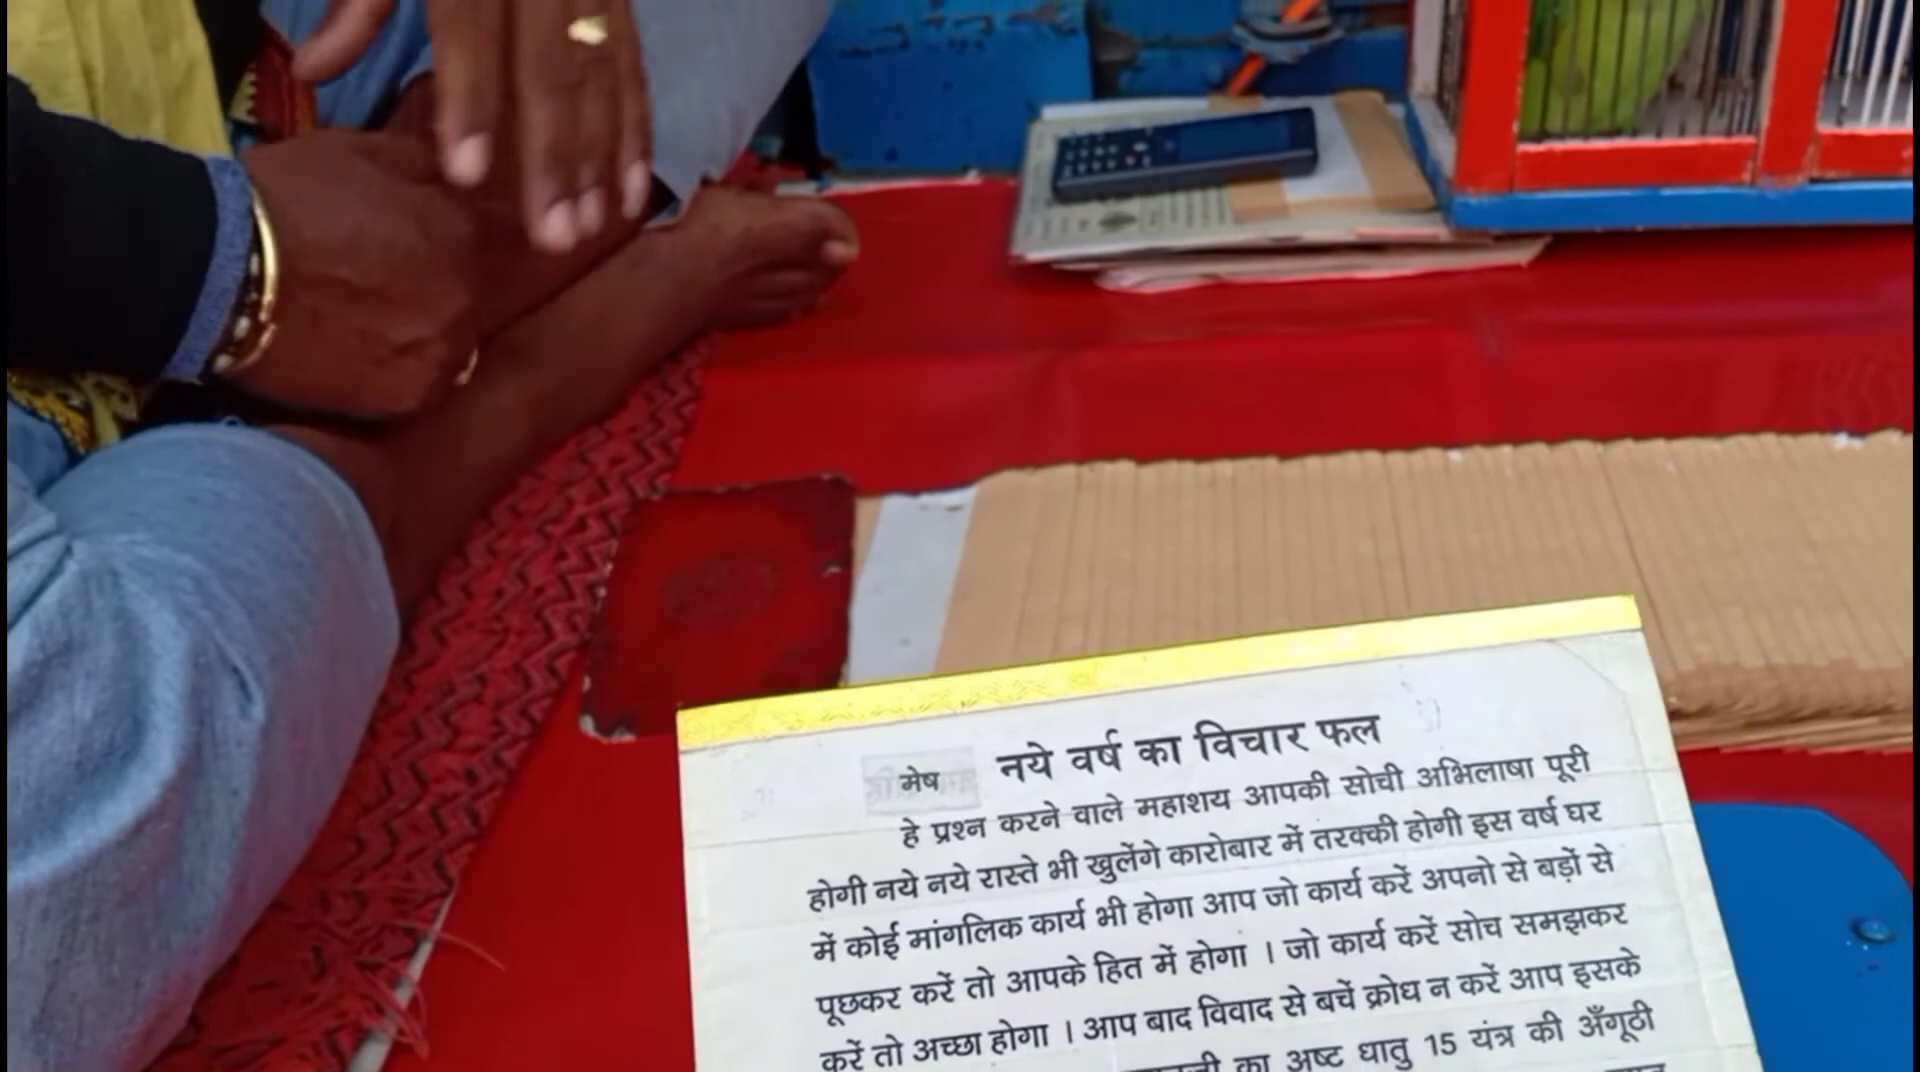 मेष
नये वर्ष का विचार फल
हे प्रश्न करने वाले महाशय आपकी सोची अभिलाषा पूरी
होगी नये नये रास्ते भी खुलेंगे कारोबार में तरक्की होगी इस वर्ष घर
में कोई मांगलिक कार्य भी होगा आप जो कार्य करें अपनो से बड़ों से
पूछकर करें तो आपके हित में होगा । जो कार्य करें सोच समझकर
करें तो अच्छा होगा । आप बाद विवाद से बचें क्रोध न करें आप इसके
का अष्ट धातु 15 यंत्र की अँगूठी